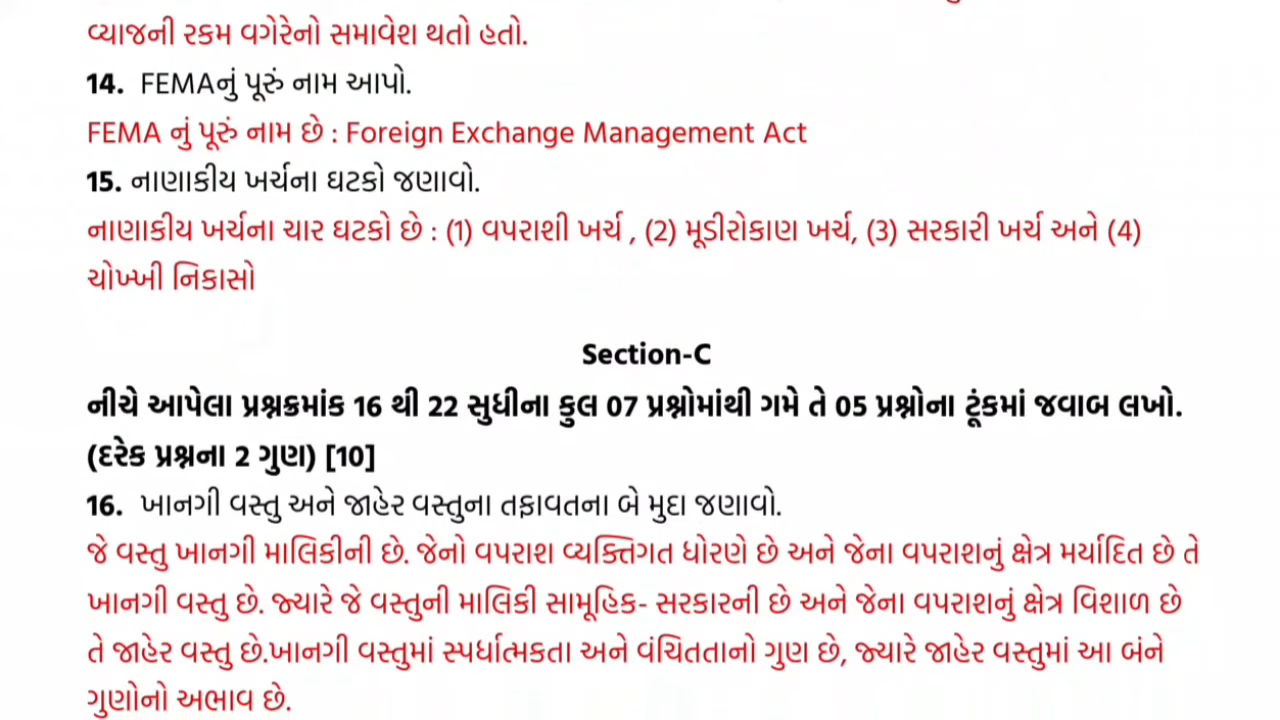 વ્યાજની રકમ વગેરેનો સમાવેશ થતો હતો.
14. FEMAનું પૂરું નામ આપો.
FEMA નું પૂરું નામ છે : Foreign Exchange Management Act
15. નાણાકીય ખર્ચના ઘટકો જણાવો.
નાણાકીય ખર્ચના ચાર ઘટકો છે : (1) વપરાશી ખર્ચ , (2) મૂડીરોકાણ ખર્ચ, (3) સરકારી ખર્ચ અને (4)
ચોખ્ખી નિકાસો
Section-C
નીચે આપેલા પ્રશ્નક્રમાંક 16 થી 22 સુધીના કુલ 07 પ્રશ્નોમાંથી ગમે તે 05 પ્રશ્નોના ટૂંકમાં જવાબ લખો.
(દરેક પ્રશ્નના 2 ગુણ) [10]
16. ખાનગી વસ્તુ અને જાહેર વસ્તુના તફાવતના બે મુદ્દા જણાવો.
જે વસ્તુ ખાનગી માલિકીની છે. જેનો વપરાશ વ્યક્તિગત ધોરણે છે અને જેના વપરાશનું ક્ષેત્ર મર્યાદિત છે તે
ખાનગી વસ્તુ છે. જ્યારે જે વસ્તુની માલિકી સામૂહિક- સરકારની છે અને જેના વપરાશનું ક્ષેત્ર વિશાળ છે
તે જાહેર વસ્તુ છે.ખાનગી વસ્તુમાં સ્પર્ધાત્મકતા અને વંચિતતાનો ગુણ છે, જ્યારે જાહેર વસ્તુમાં આ બંને
ગુણોનો અભાવ છે.